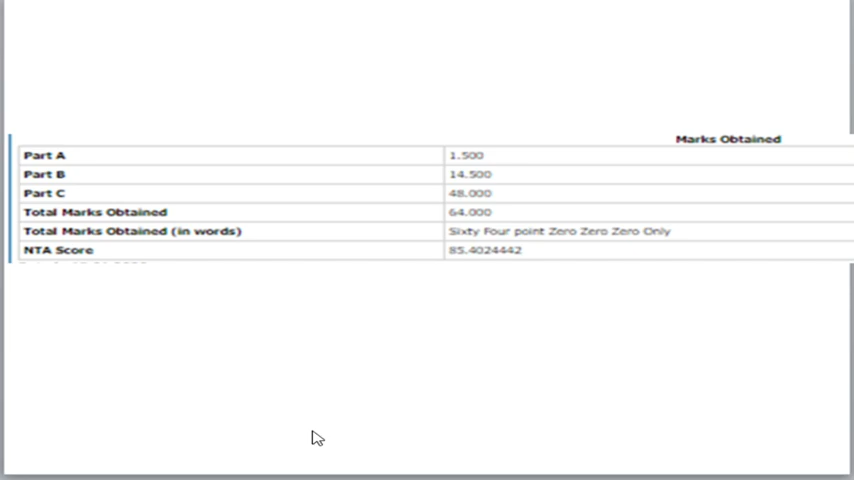 Marks Obtained
Part A 1.500
Part B 14.500
Part C 48.000
Total Marks Obtained 64.000
Total Marks Obtained (in words) Sixty Four point Zero Zero Zero Only
NTA Score 85.4024442